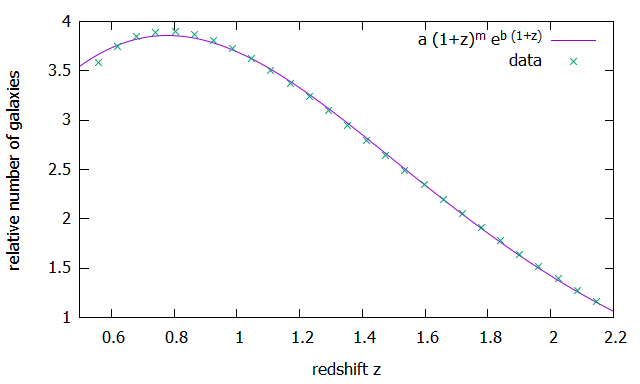 4
3.5
3
2.5
2
1.5
1
0.6 0.8 1 1.2 1.4 1.6 1.8 2 2.2
relative number of galaxies
redshift z
a (1+z)^m e^b (1+z)
data